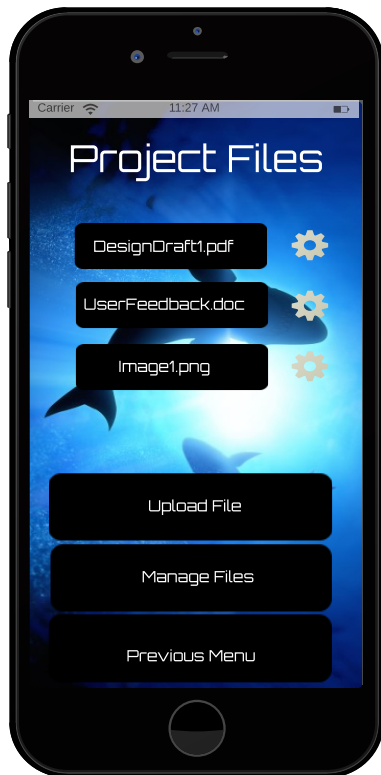 Carrier 11:27 AM
Project Files
DesignDraft1.pdf
UserFeedback.doc
Image1.png
Upload File
Manage Files
Previous Menu